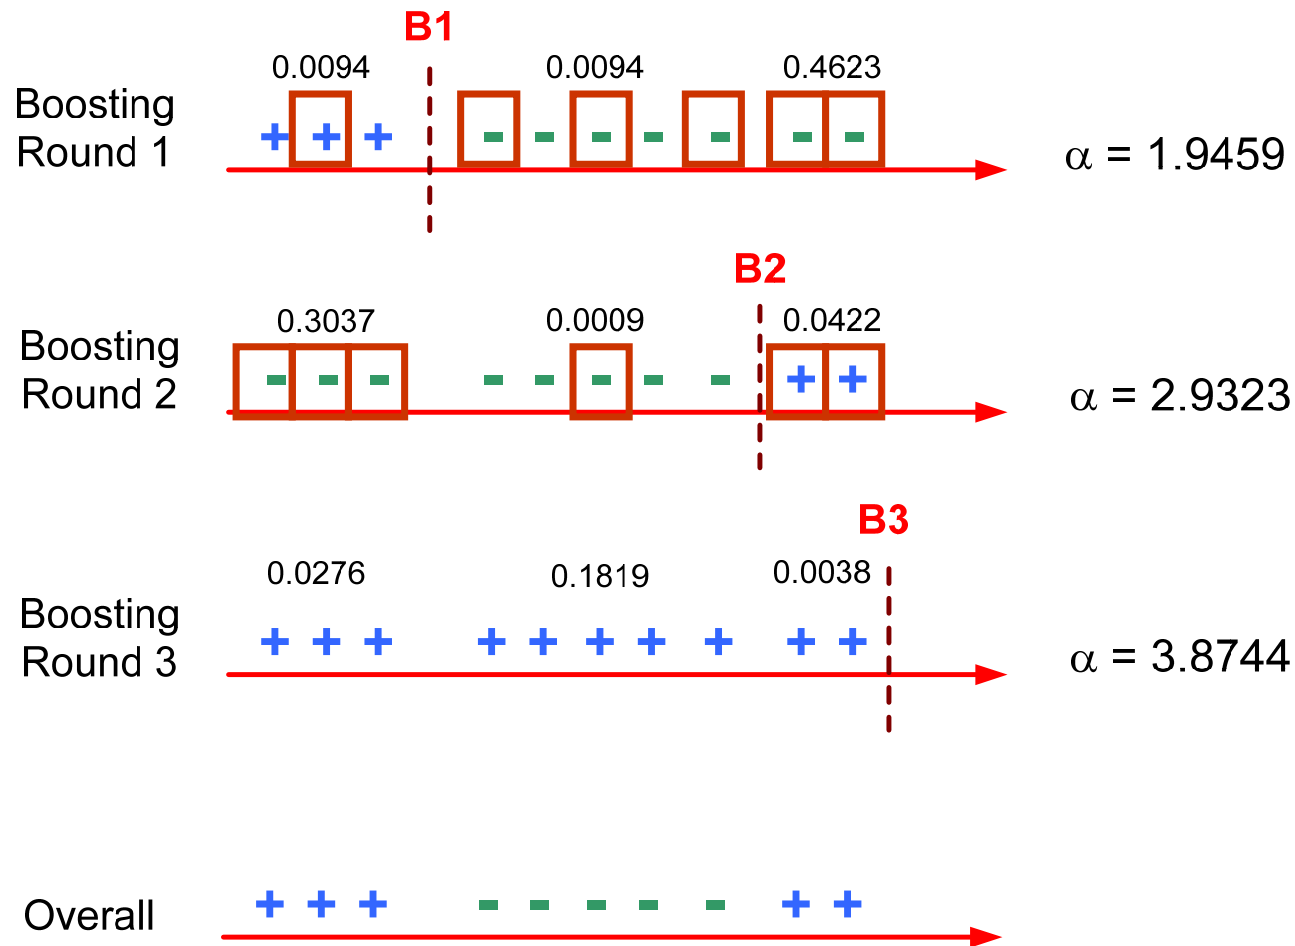 B1
0.0094 0.0094 0.4623
Boosting
Round 1
+ + + - - - - - - -
α = 1.9459
B2
0.3037 0.0009 0.0422
Boosting
Round 2
- - - - - - - - + +
α = 2.9323
B3
0.0276 0.1819 0.0038
Boosting
Round 3
+ + + + + + + + + +
α = 3.8744
Overall
+ + + - - - - - + +